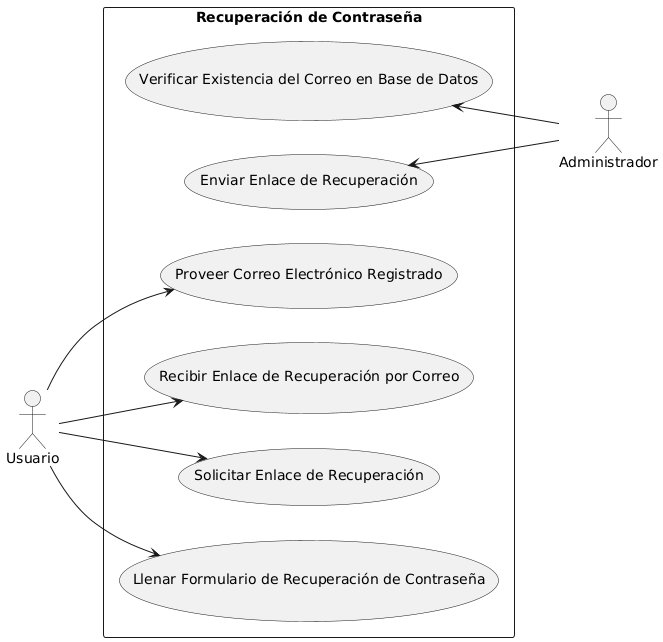 Recuperación de Contraseña
Verificar Existencia del Correo en Base de Datos
Administrador
Enviar Enlace de Recuperación
Proveer Correo Electrónico Registrado
Recibir Enlace de Recuperación por Correo
Usuario
Solicitar Enlace de Recuperación
Llenar Formulario de Recuperación de Contraseña